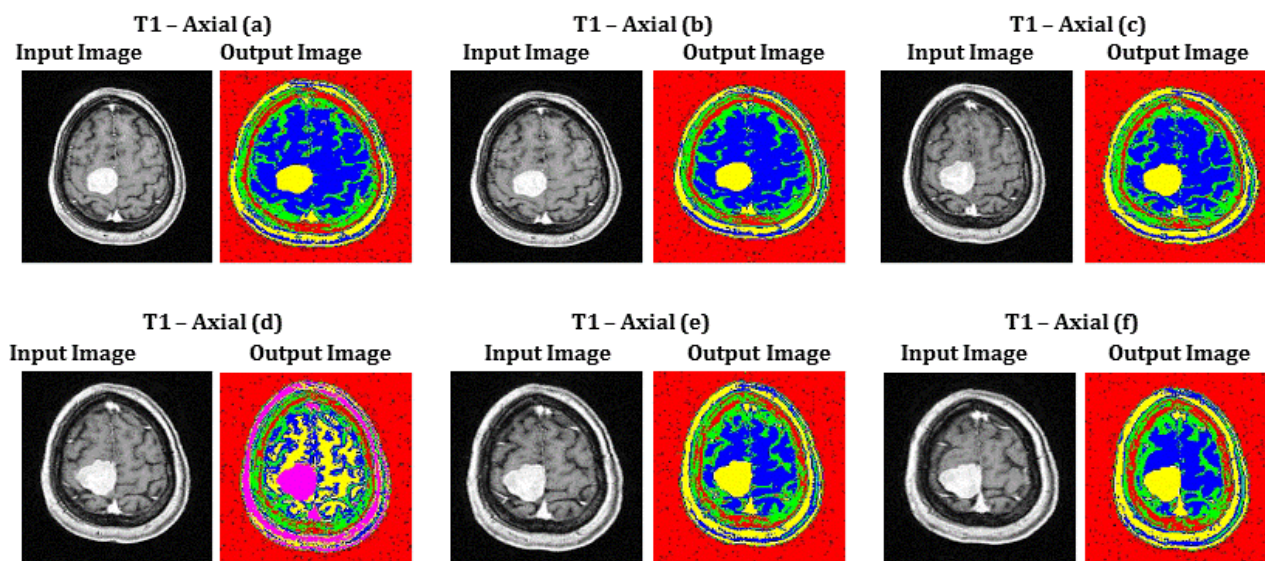 T1 – Axial (a)
Input Image Output Image
T1 – Axial (b)
Input Image Output Image
T1 – Axial (c)
Input Image Output Image
T1 – Axial (d)
Input Image Output Image
T1 – Axial (e)
Input Image Output Image
T1 – Axial (f)
Input Image Output Image